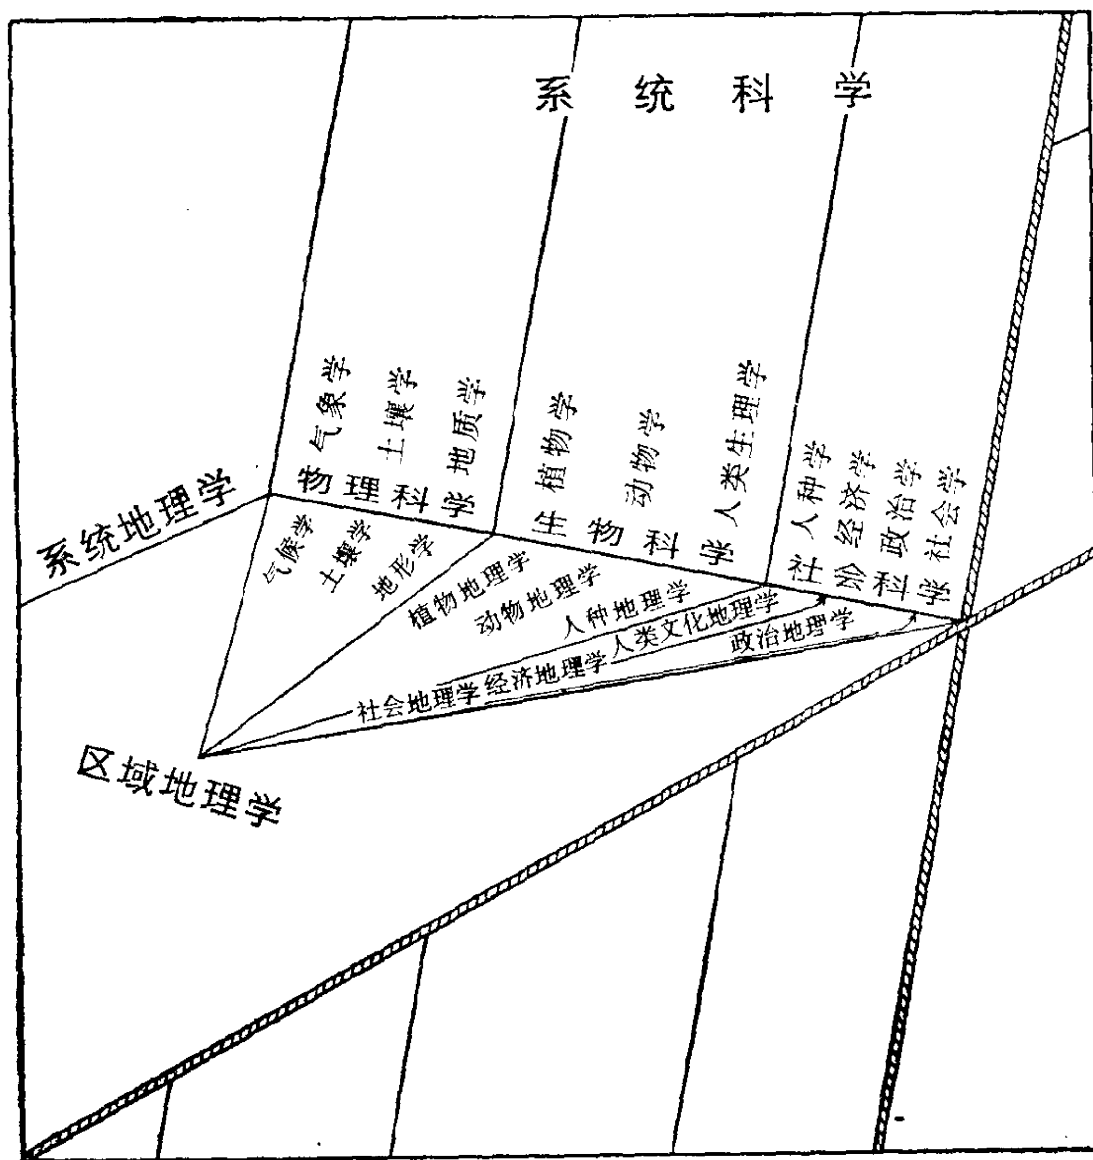 系统科学
气象学
土壤学
地质学
植物学
动物学
人类生理学
人种学
经济学
政治学
社会学
物理科学
生物科学
社会科学
系统地理学
气候学
土壤学
地形学
植物地理学
动物地理学
人种地理学
人类文化地理学
政治地理学
社会地理学
经济地理学
区域地理学